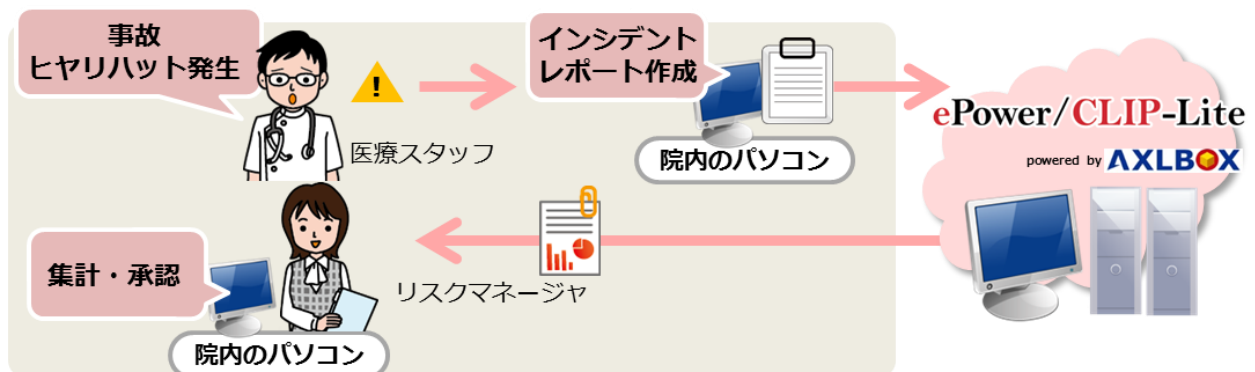 事故
ヒヤリハット発生
!
医療スタッフ
インシデント
レポート作成
院内のパソコン
ePower/CLIP-Lite
powered by AXLBOX
集計・承認
リスクマネージャ
院内のパソコン